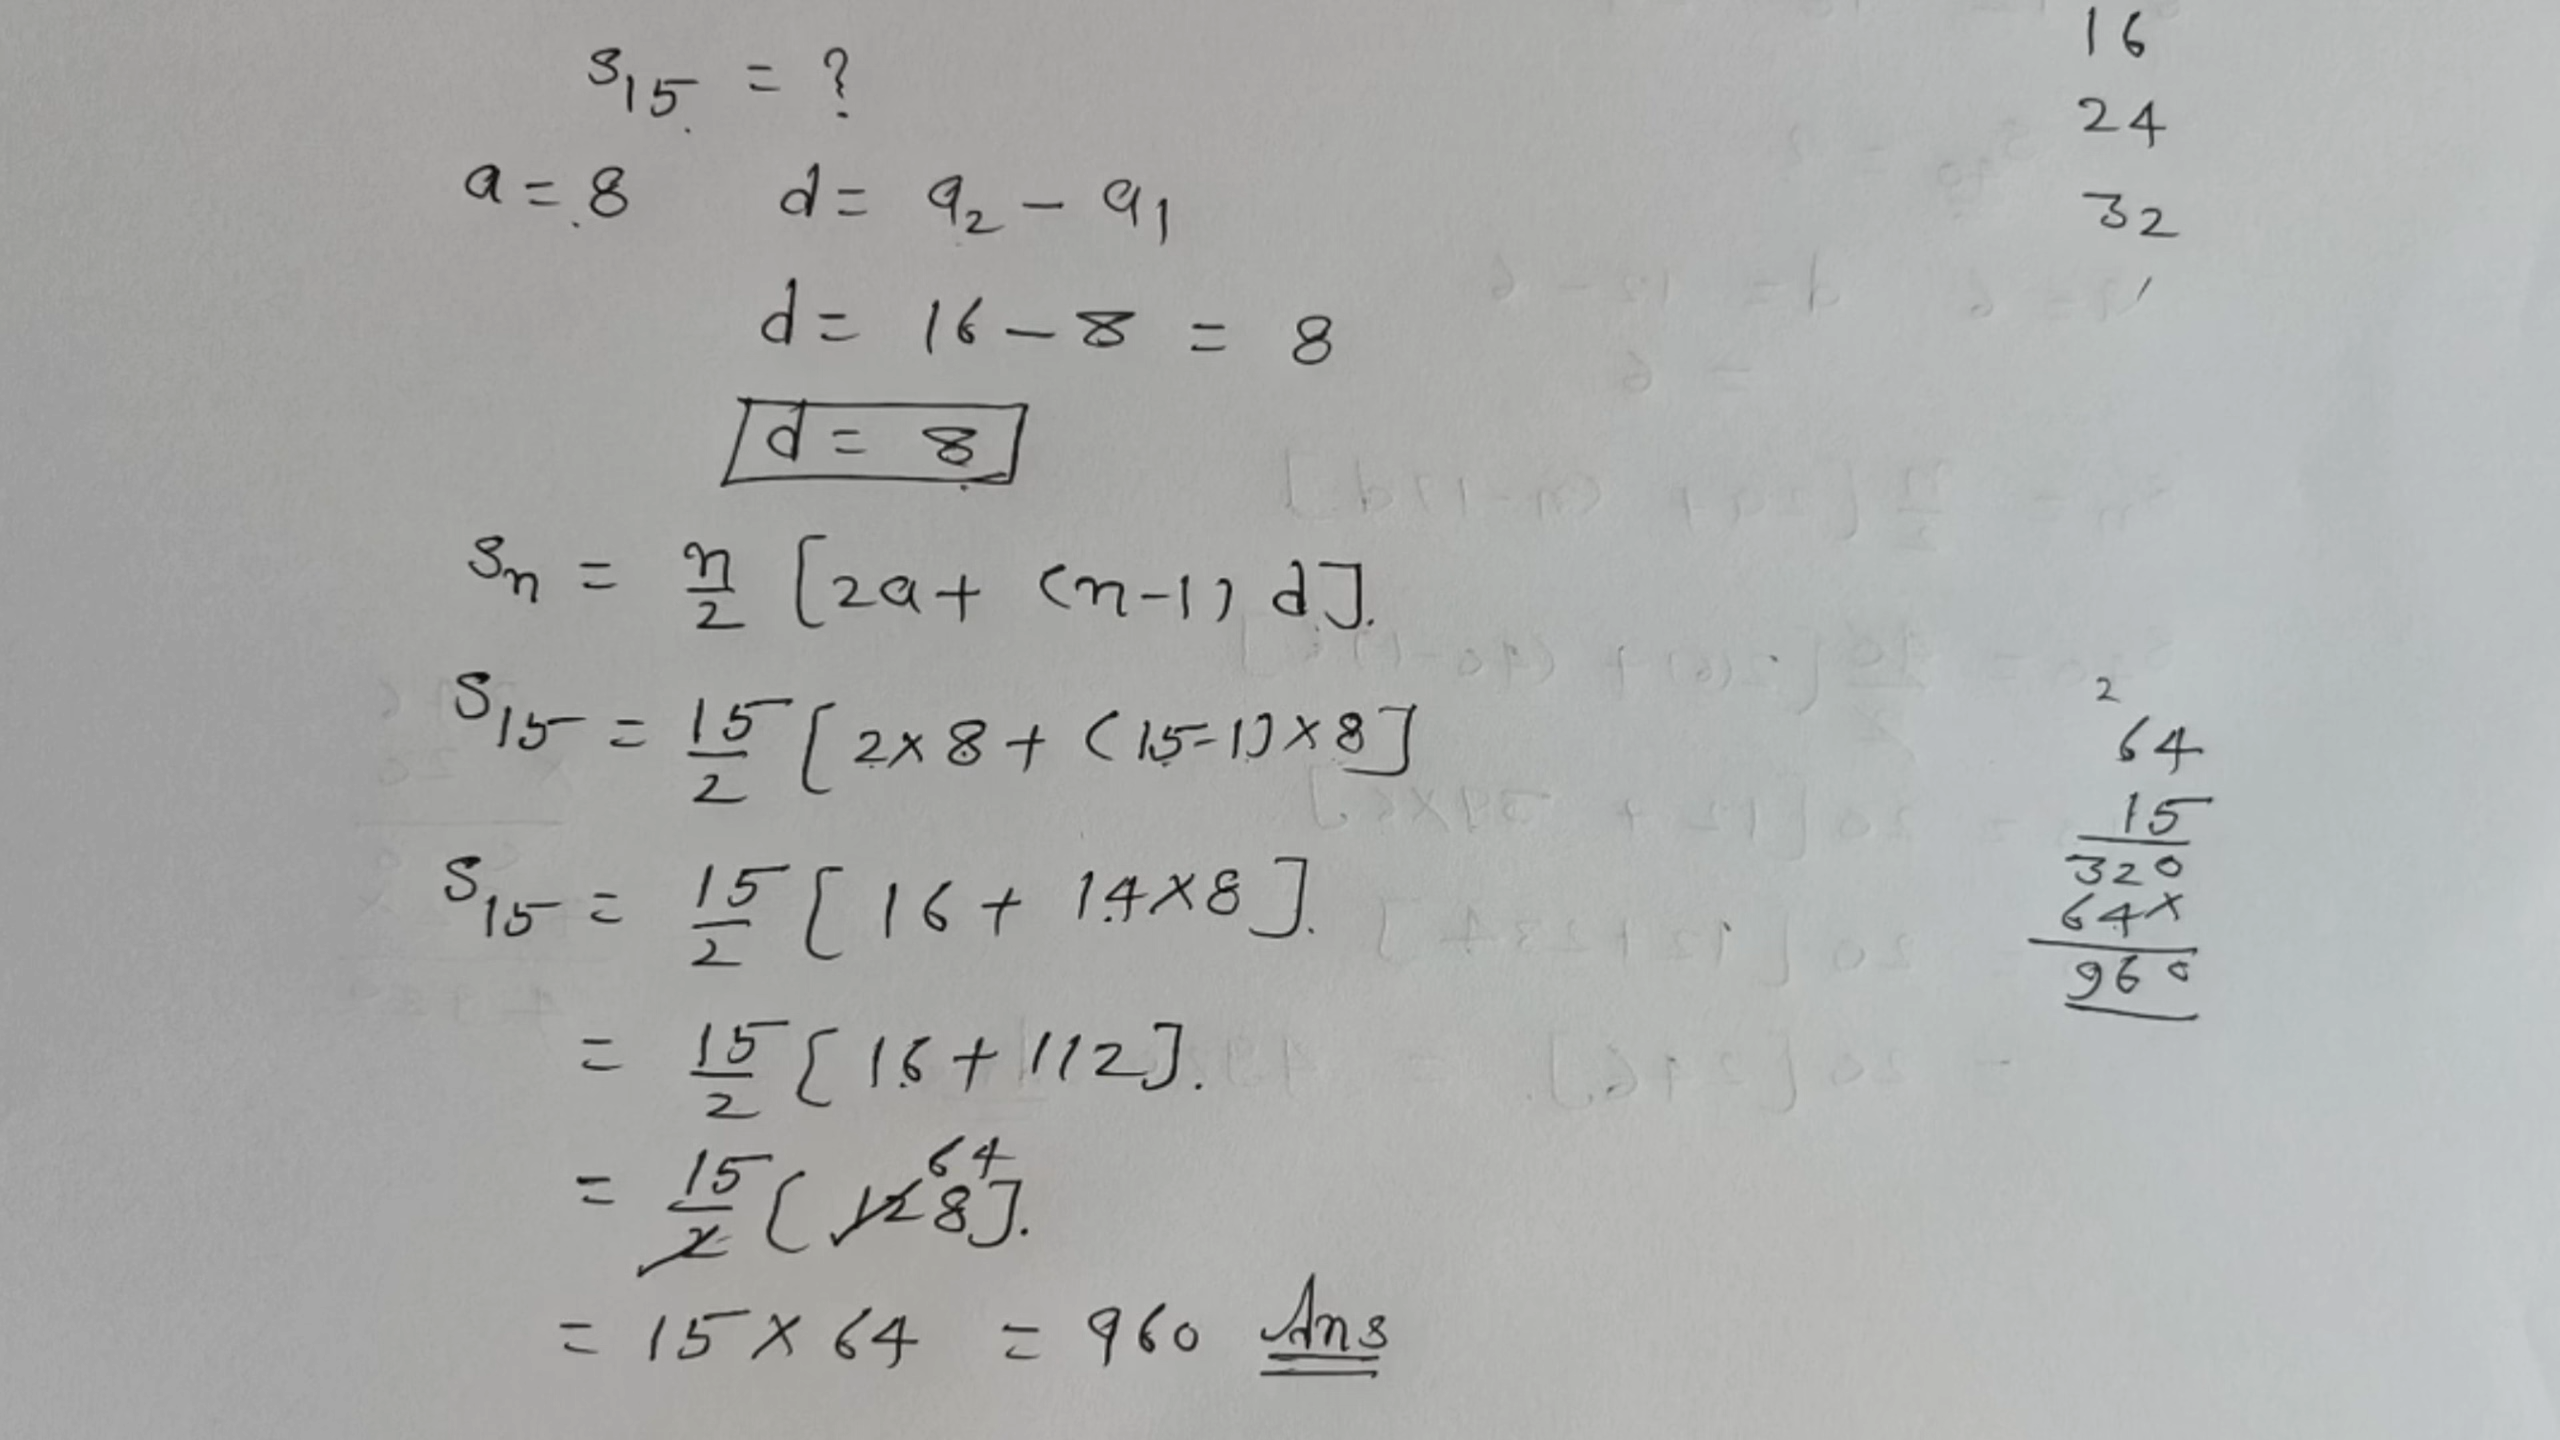 S₁₅ = ?
a = 8 d = a₂ - a₁
d = 16 - 8 = 8
d = 8
Sₙ = n/2 [2a + (n-1) d].
S₁₅ = 15/2 [2×8 + (15-1)×8]
S₁₅ = 15/2 [16 + 14×8].
= 15/2 [16 + 112].
64
= 15/2 [128].
= 15 × 64 = 960 Ans
16
24
32
2
64
15
320
64×
960